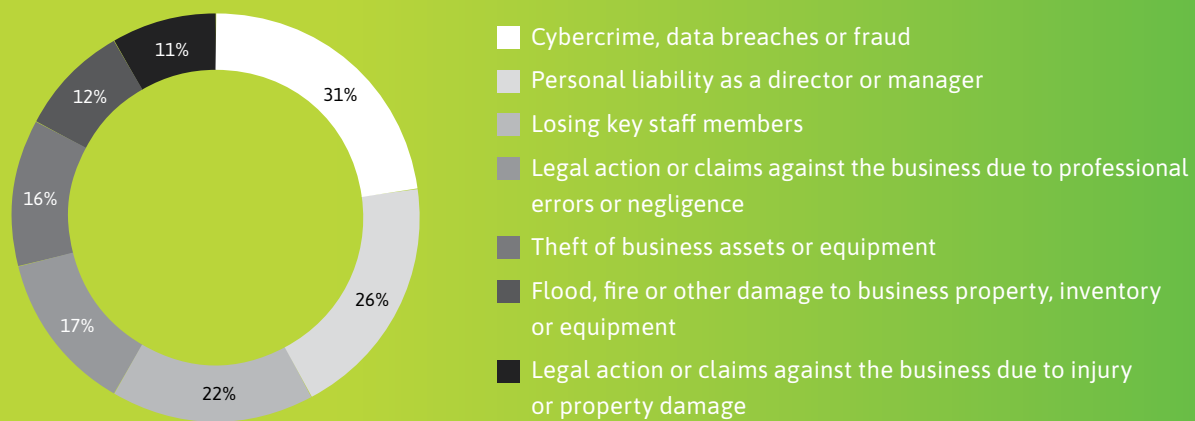 11%
31%
12%
16%
26%
17%
22%
Cybercrime, data breaches or fraud
Personal liability as a director or manager
Losing key staff members
Legal action or claims against the business due to professional
errors or negligence
Theft of business assets or equipment
Flood, fire or other damage to business property, inventory
or equipment
Legal action or claims against the business due to injury
or property damage